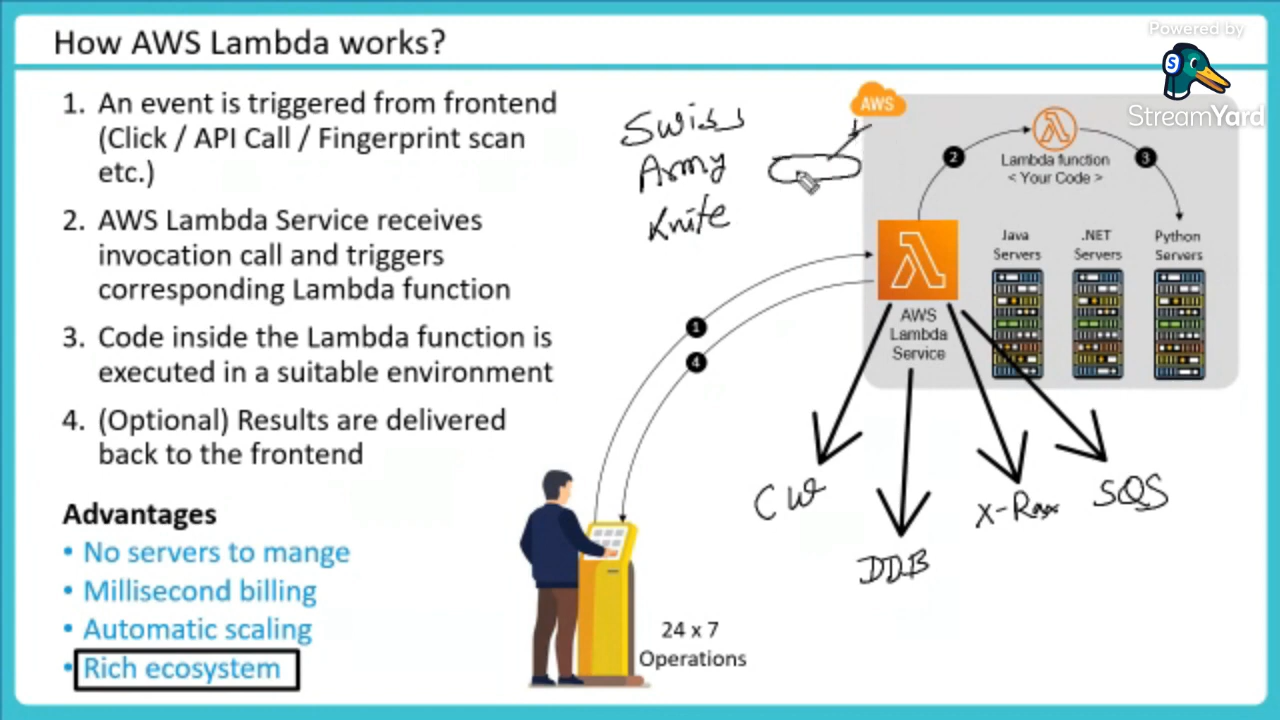 How AWS Lambda works?
Powered by
StreamYard
1. An event is triggered from frontend
(Click / API Call / Fingerprint scan
etc.)
2. AWS Lambda Service receives
invocation call and triggers
corresponding Lambda function
3. Code inside the Lambda function is
executed in a suitable environment
4. (Optional) Results are delivered
back to the frontend
Advantages
• No servers to mange
• Millisecond billing
• Automatic scaling
• Rich ecosystem
Swiss
Army
Knife
AWS
2
Lambda function
< Your Code >
3
Java
Servers
.NET
Servers
Python
Servers
AWS
Lambda
Service
1
4
CW
DDB
X-Ray
SQS
24 x 7
Operations